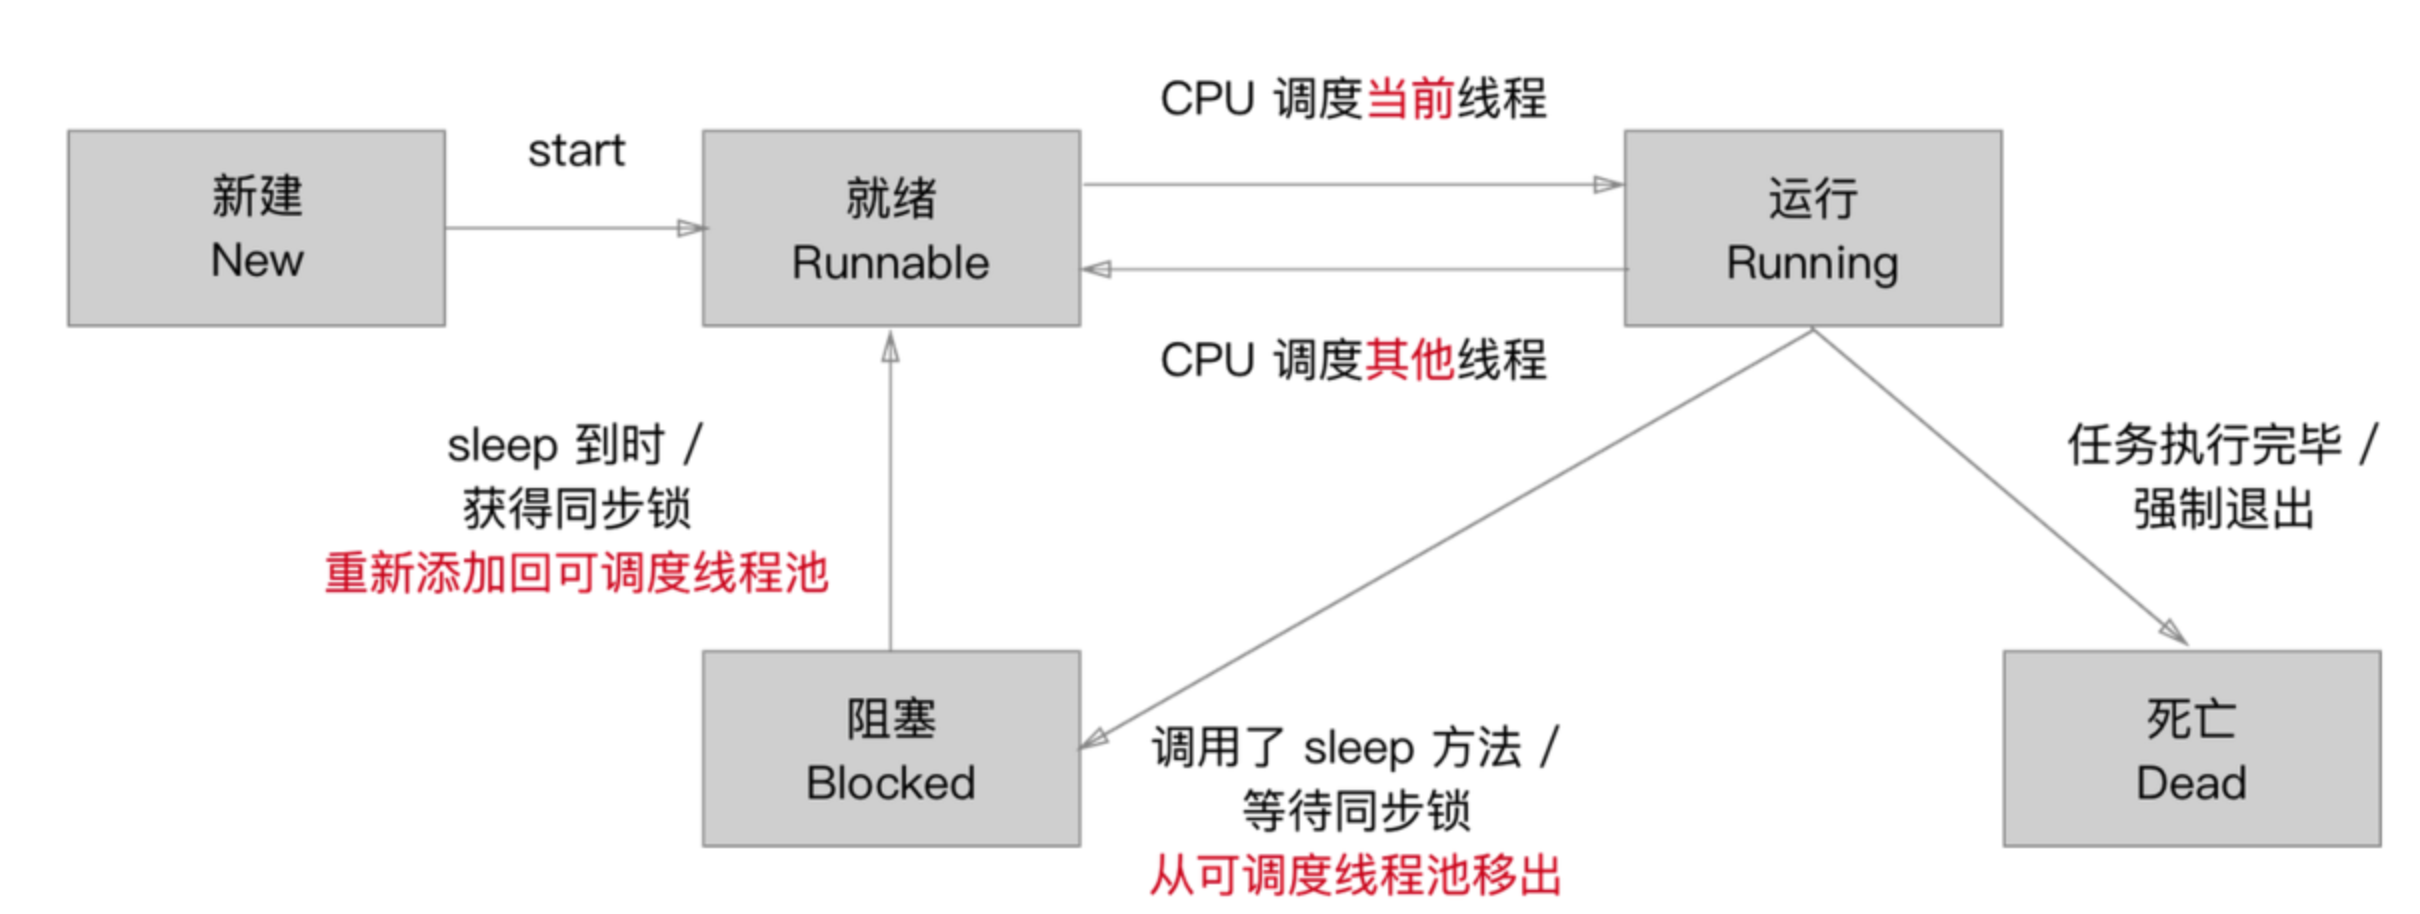 CPU 调度当前线程
start
新建
New
就绪
Runnable
运行
Running
CPU 调度其他线程
sleep 到时 /
获得同步锁
重新添加回可调度线程池
任务执行完毕 /
强制退出
阻塞
Blocked
调用了 sleep 方法 /
等待同步锁
从可调度线程池移出
死亡
Dead